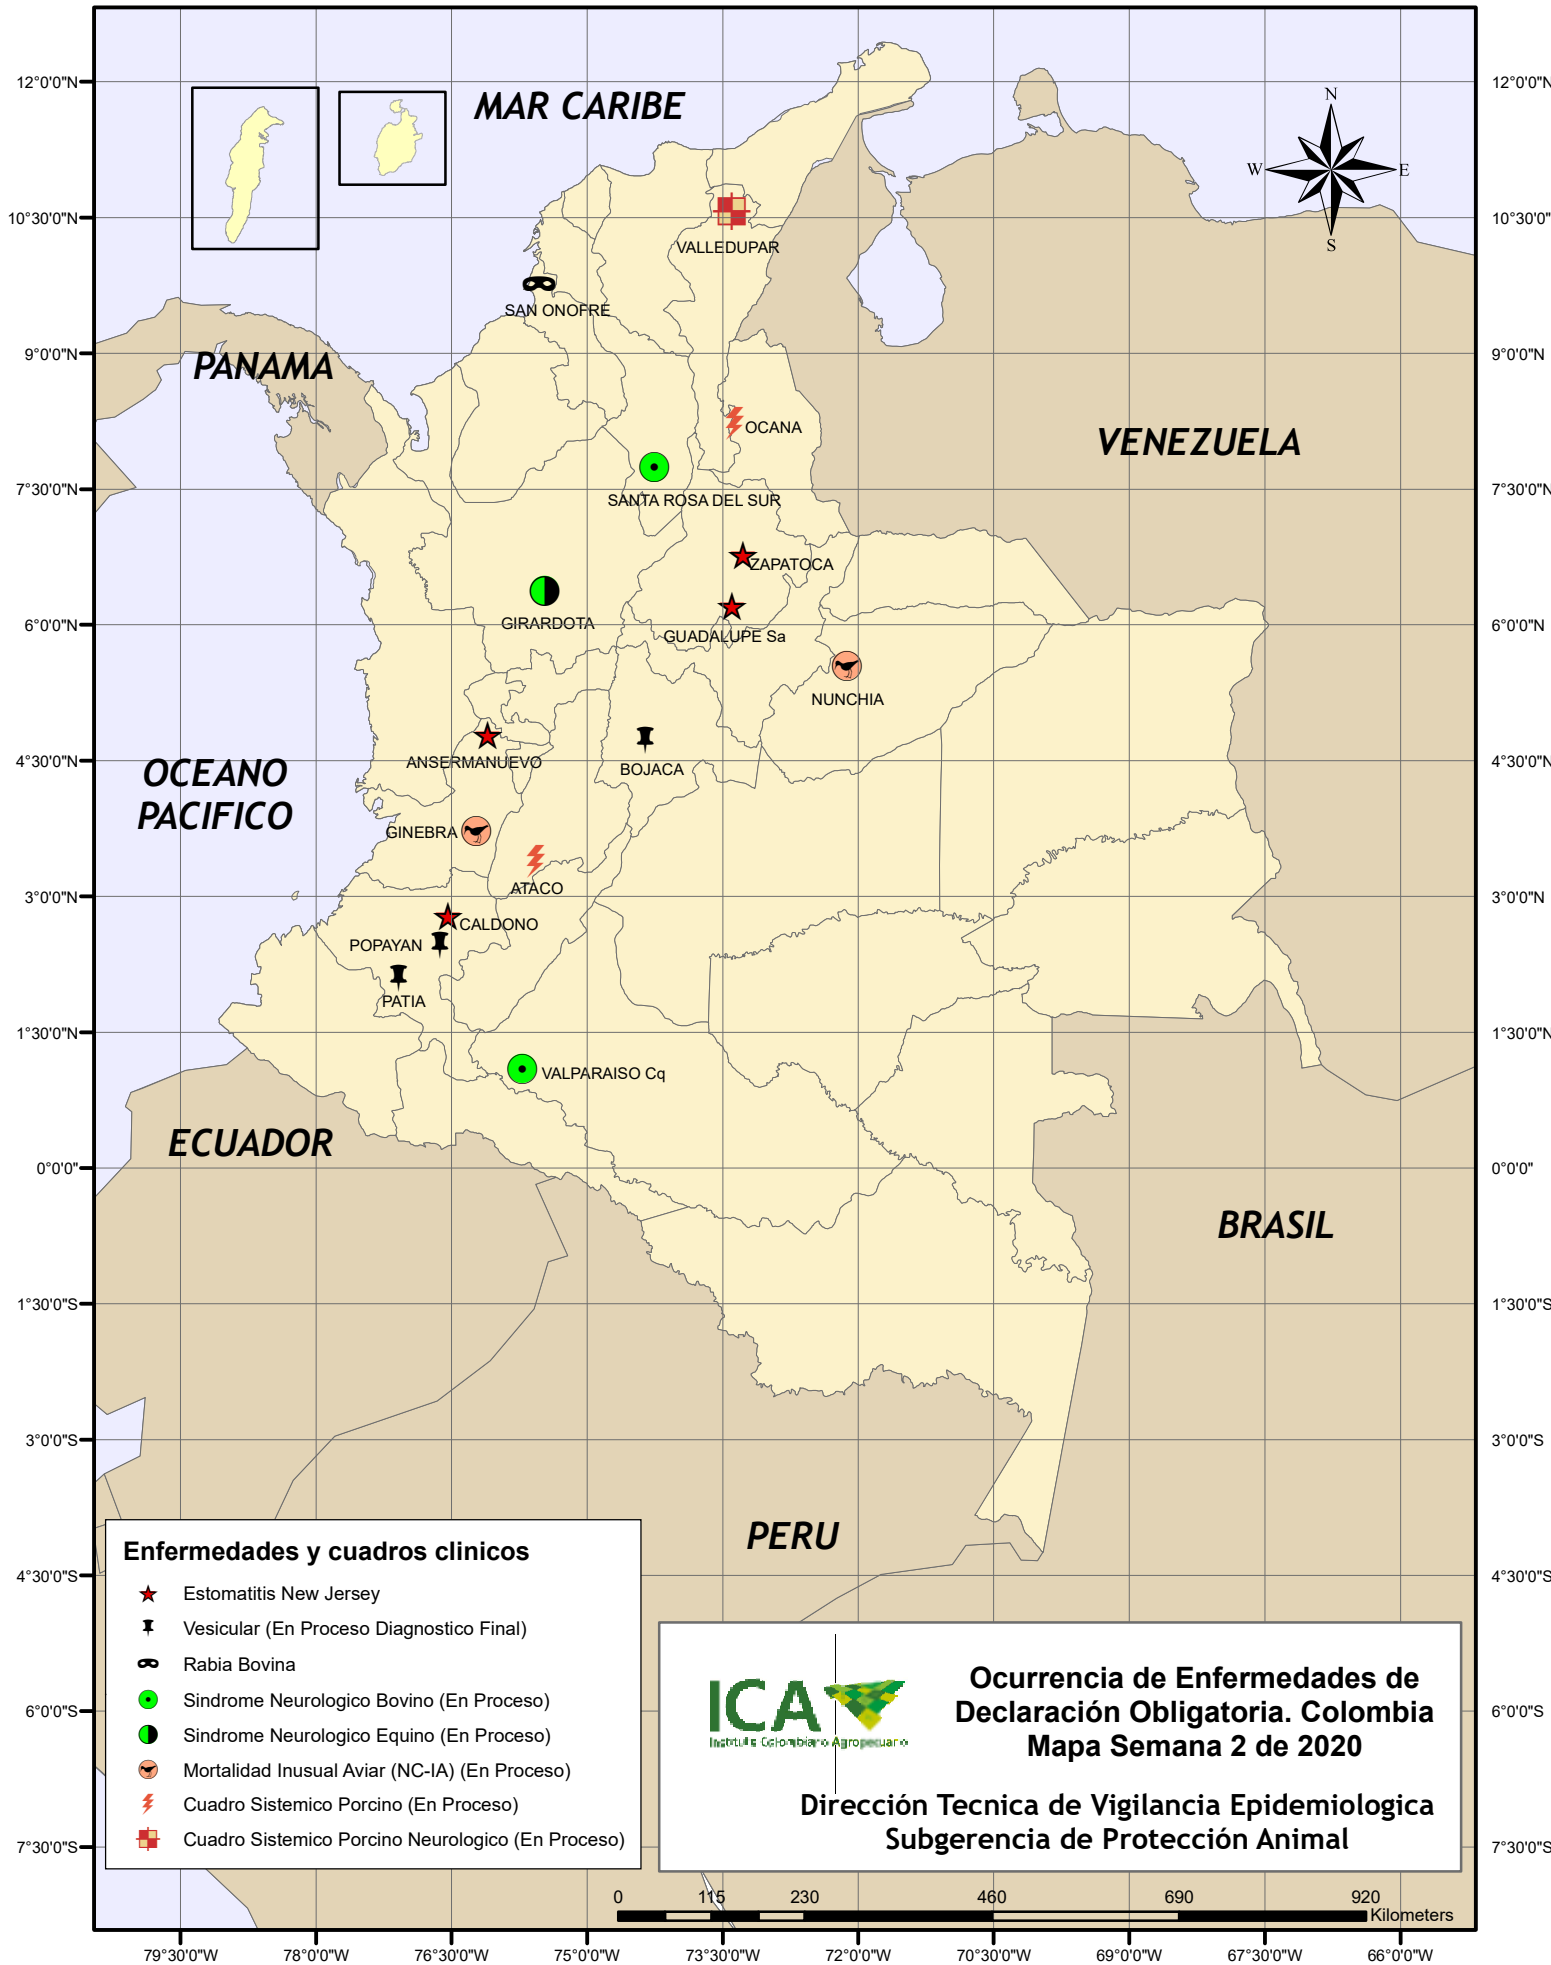 12°0'0"N
12°0'0"N
10°30'0"N
10°30'0"
9°0'0"N
9°0'0"N
7°30'0"N
7°30'0"N
6°0'0"N
6°0'0"N
4°30'0"N
4°30'0"N
3°0'0"N
3°0'0"N
1°30'0"N
1°30'0"N
0°0'0"
0°0'0"
1°30'0"S
1°30'0"S
3°0'0"S
3°0'0"S
4°30'0"S
4°30'0"S
6°0'0"S
6°0'0"S
7°30'0"S
7°30'0"S
MAR CARIBE
N
W
E
S
VALLEDUPAR
SAN ONOFRE
PANAMA
VENEZUELA
OCANA
SANTA ROSA DEL SUR
ZAPATOCA
GIRARDOTA
GUADALUPE Sa
NUNCHIA
ANSERMANUEVO
BOJACA
OCEANO
PACIFICO
GINEBRA
ATACO
CALDONO
POPAYAN
PATIA
VALPARAISO Cq
ECUADOR
BRASIL
PERU
Enfermedades y cuadros clinicos
Estomatitis New Jersey
Vesicular (En Proceso Diagnostico Final)
Rabia Bovina
Sindrome Neurologico Bovino (En Proceso)
Sindrome Neurologico Equino (En Proceso)
Mortalidad Inusual Aviar (NC-IA) (En Proceso)
Cuadro Sistemico Porcino (En Proceso)
Cuadro Sistemico Porcino Neurologico (En Proceso)
ICA
Instituto Colombiano Agropecuario
Ocurrencia de Enfermedades de
Declaración Obligatoria. Colombia
Mapa Semana 2 de 2020
Dirección Tecnica de Vigilancia Epidemiologica
Subgerencia de Protección Animal
0 115 230 460 690 920
Kilometers
79°30'0"W 78°0'0"W 76°30'0"W 75°0'0"W 73°30'0"W 72°0'0"W 70°30'0"W 69°0'0"W 67°30'0"W 66°0'0"W